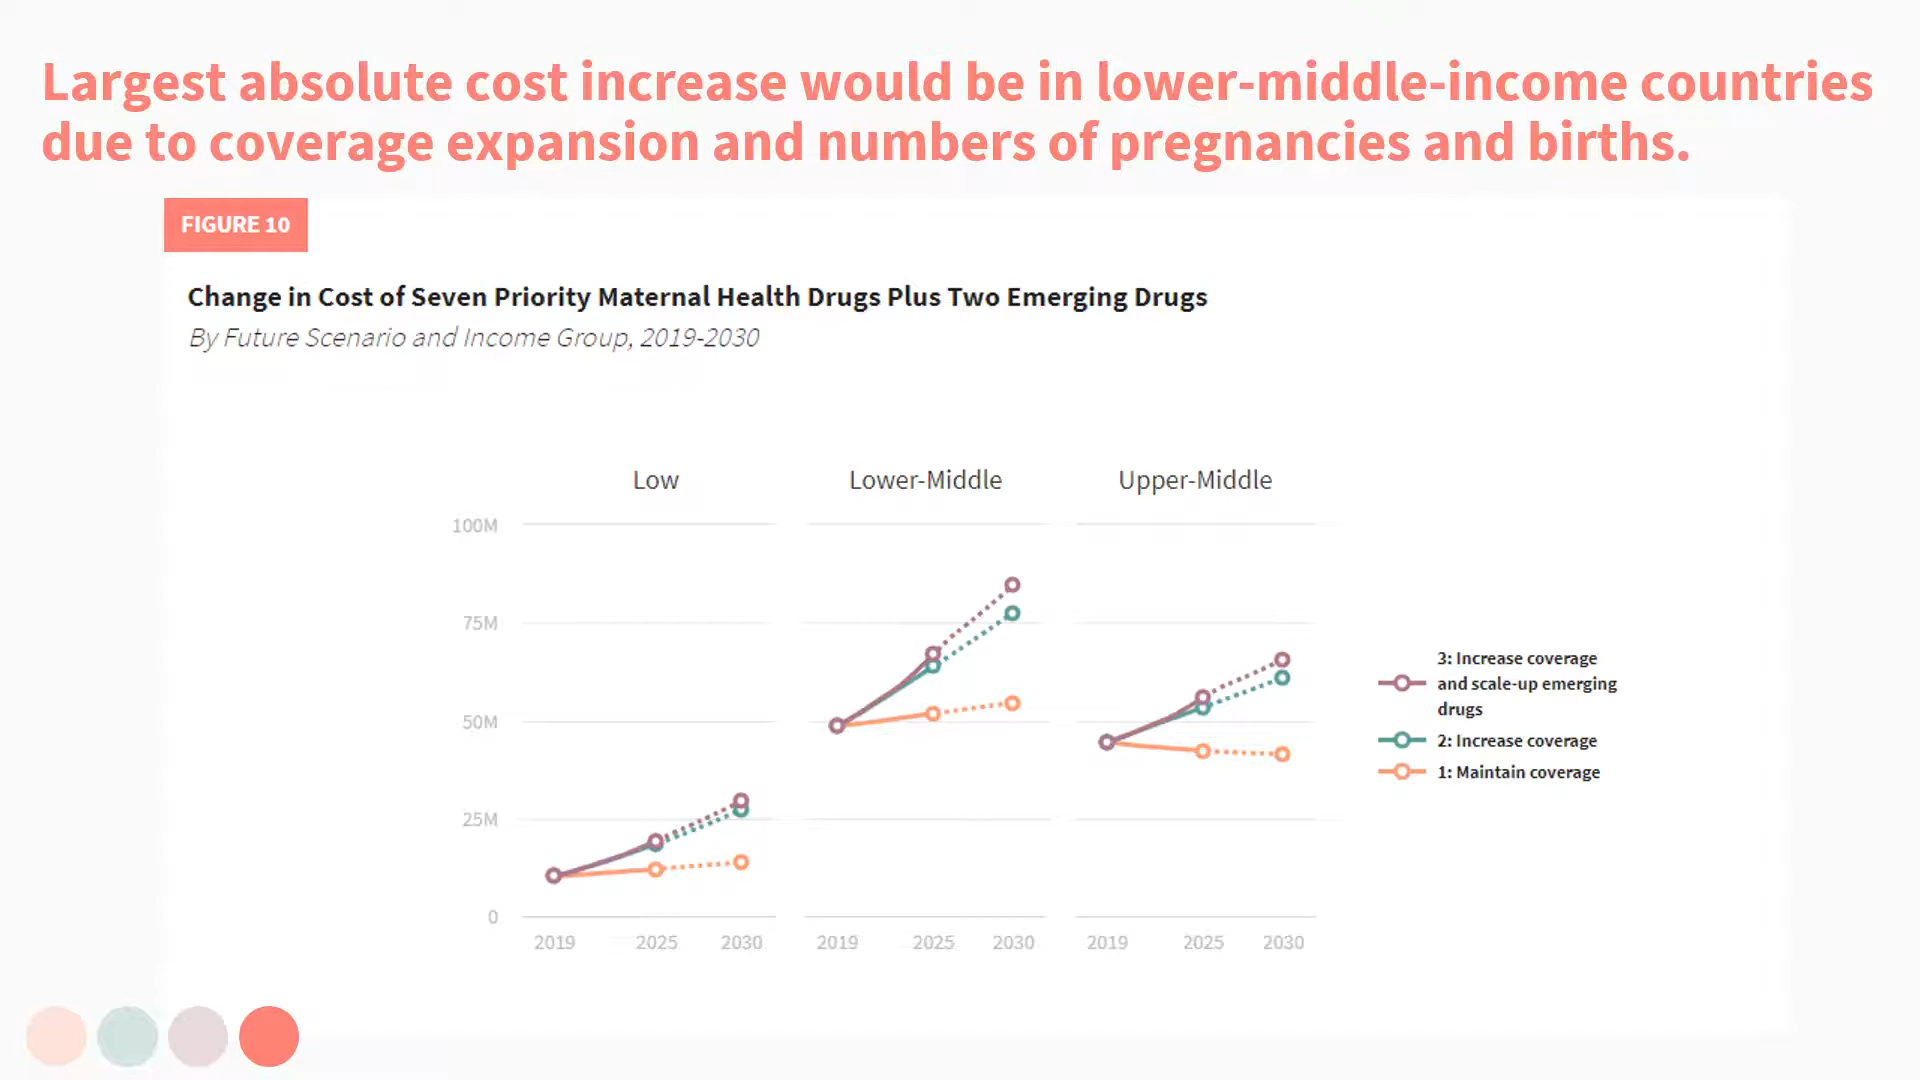 Largest absolute cost increase would be in lower-middle-income countries
due to coverage expansion and numbers of pregnancies and births.
FIGURE 10
Change in Cost of Seven Priority Maternal Health Drugs Plus Two Emerging Drugs
By Future Scenario and Income Group, 2019-2030
Low Lower-Middle Upper-Middle
100M
75M
50M
25M
0
2019 2025 2030 2019 2025 2030 2019 2025 2030
3: Increase coverage
and scale-up emerging
drugs
2: Increase coverage
1: Maintain coverage